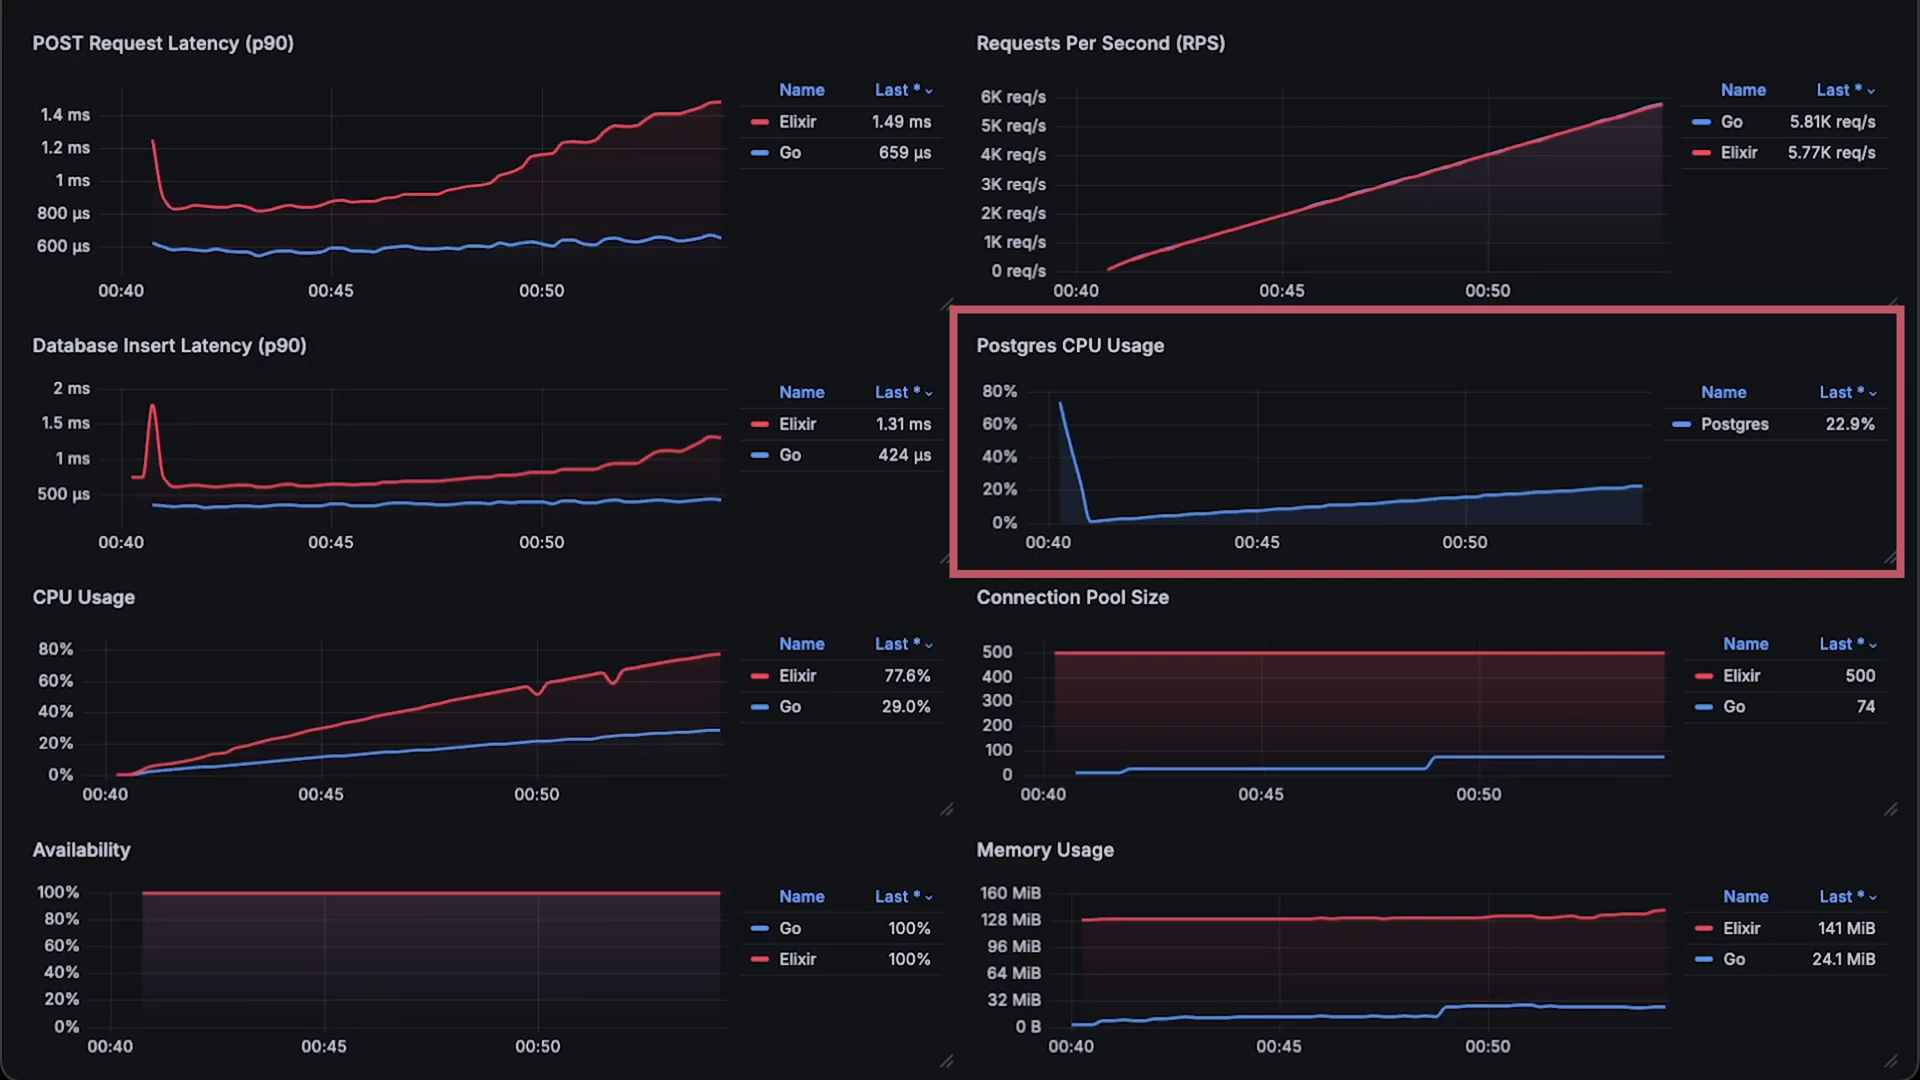 POST Request Latency (p90)
1.4 ms
1.2 ms
1 ms
800 µs
600 µs
00:40 00:45 00:50
Name Last *
Elixir 1.49 ms
Go 659 µs
Requests Per Second (RPS)
6K req/s
5K req/s
4K req/s
3K req/s
2K req/s
1K req/s
0 req/s
00:40 00:45 00:50
Name Last *
Go 5.81K req/s
Elixir 5.77K req/s
Database Insert Latency (p90)
2 ms
1.5 ms
1 ms
500 µs
00:40 00:45 00:50
Name Last *
Elixir 1.31 ms
Go 424 µs
Postgres CPU Usage
80%
60%
40%
20%
0%
00:40 00:45 00:50
Name Last *
Postgres 22.9%
CPU Usage
80%
60%
40%
20%
0%
00:40 00:45 00:50
Name Last *
Elixir 77.6%
Go 29.0%
Connection Pool Size
500
400
300
200
100
0
00:40 00:45 00:50
Name Last *
Elixir 500
Go 74
Availability
100%
80%
60%
40%
20%
0%
00:40 00:45 00:50
Name Last *
Go 100%
Elixir 100%
Memory Usage
160 MiB
128 MiB
96 MiB
64 MiB
32 MiB
0 B
00:40 00:45 00:50
Name Last *
Elixir 141 MiB
Go 24.1 MiB